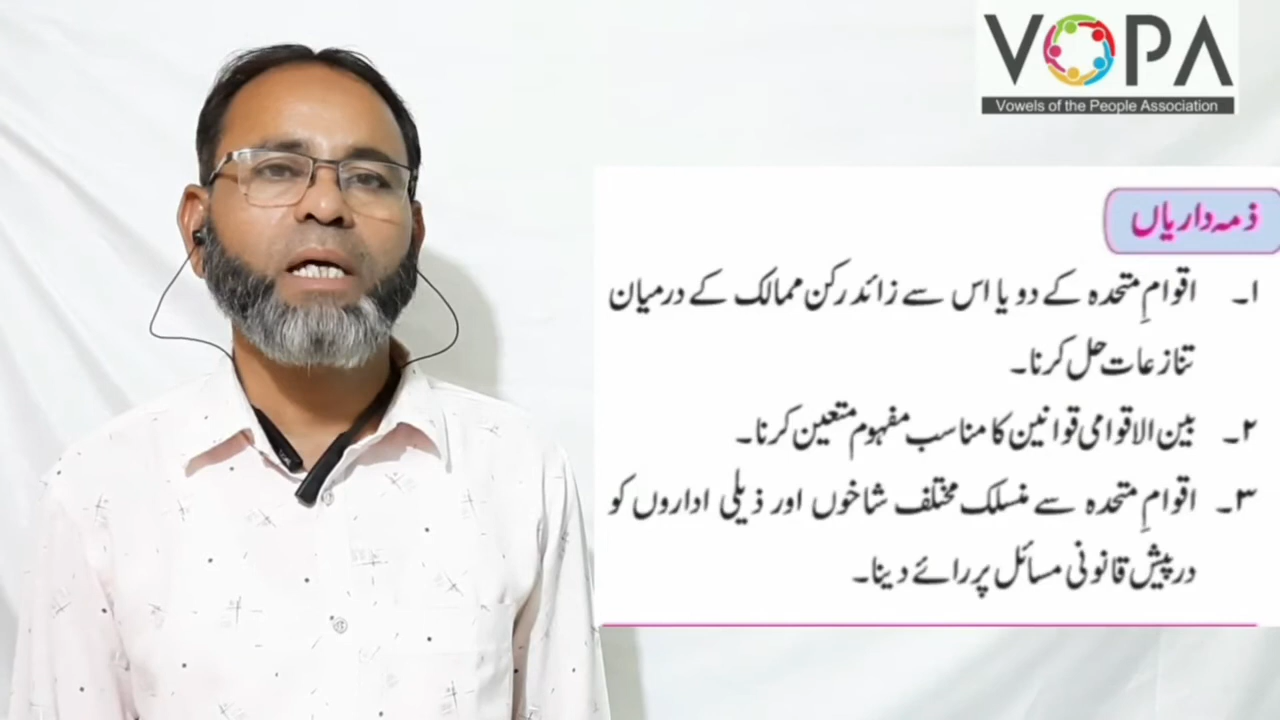 VOPA
Vowels of the People Association
ذمہ داریاں
۱۔ اقوامِ متحدہ کے دو یا اس سے زائد رکن ممالک کے درمیان
تنازعات حل کرنا۔
۲۔ بین الاقوامی قوانین کا مناسب مفہوم متعین کرنا۔
۳۔ اقوامِ متحدہ سے منسلک مختلف شاخوں اور ذیلی اداروں کو
درپیش قانونی مسائل پر رائے دینا۔